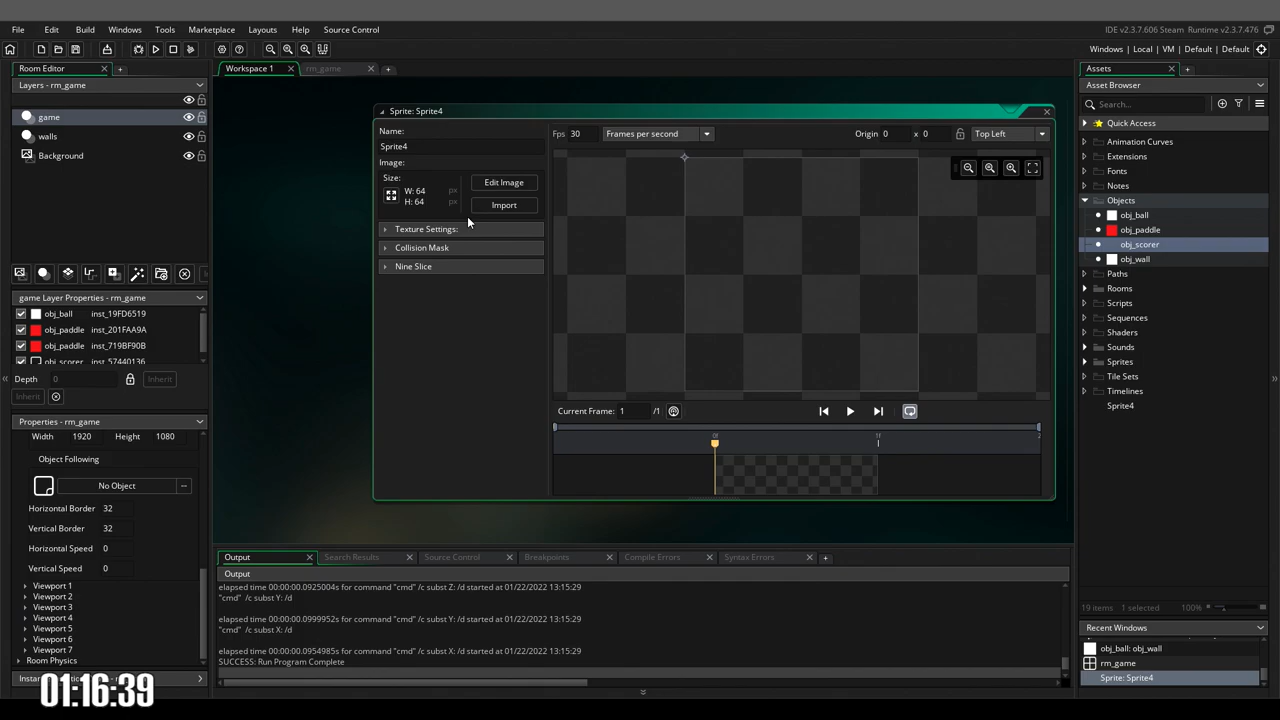 File Edit Build Windows Tools Marketplace Layouts Help Source Control
IDE v2.3.7.606 Steam Runtime v2.3.7.476
Windows | Local | VM | Default | Default
Room Editor
Layers - rm_game
game
walls
Background
game Layer Properties - rm_game
obj_ball inst_19FD6519
obj_paddle inst_201FAA9A
obj_paddle inst_719BF90B
obj_scorer inst_57440136
Depth 0 Inherit
Inherit
Properties - rm_game
Width 1920 Height 1080
Object Following
No Object
Horizontal Border 32
Vertical Border 32
Horizontal Speed 0
Vertical Speed 0
Viewport 1
Viewport 2
Viewport 3
Viewport 4
Viewport 5
Viewport 6
Viewport 7
Room Physics
01:16:39
Workspace 1 rm_game
Sprite: Sprite4
Name:
Sprite4
Image:
Size:
W: 64 px
H: 64 px
Edit Image
Import
Texture Settings:
Collision Mask
Nine Slice
Fps 30 Frames per second Origin 0 x 0 Top Left
Current Frame: 1 /1
0f 1f 2
Output Search Results Source Control Breakpoints Compile Errors Syntax Errors
Output
elapsed time 00:00:00.0925004s for command "cmd" /c subst Z: /d started at 01/22/2022 13:15:29
"cmd" /c subst Y: /d
elapsed time 00:00:00.0999952s for command "cmd" /c subst Y: /d started at 01/22/2022 13:15:29
"cmd" /c subst X: /d
elapsed time 00:00:00.0954985s for command "cmd" /c subst X: /d started at 01/22/2022 13:15:29
SUCCESS: Run Program Complete
Assets
Asset Browser
Search...
Quick Access
Animation Curves
Extensions
Fonts
Notes
Objects
obj_ball
obj_paddle
obj_scorer
obj_wall
Paths
Rooms
Scripts
Sequences
Shaders
Sounds
Sprites
Tile Sets
Timelines
Sprite4
19 items 1 selected 100%
Recent Windows
obj_ball: obj_wall
rm_game
Sprite: Sprite4